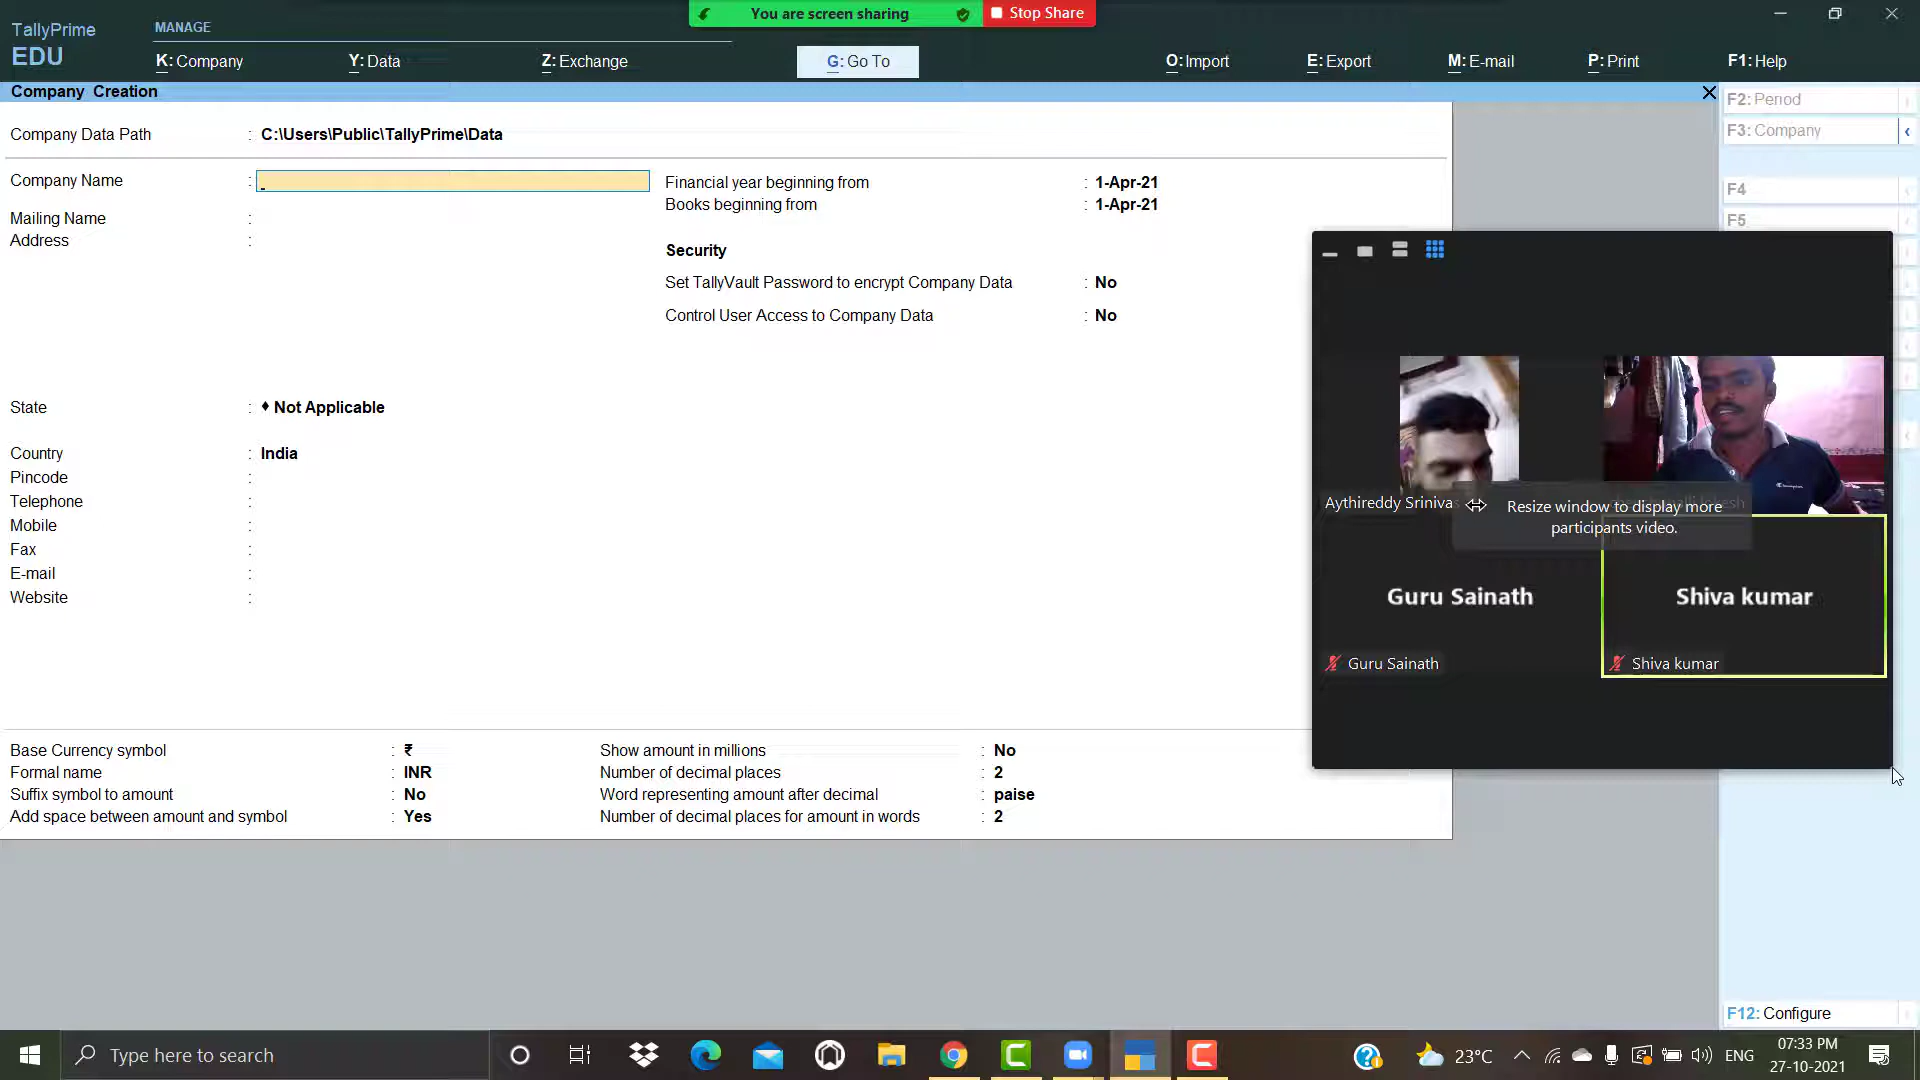 You are screen sharing
Stop Share
TallyPrime
EDU
MANAGE
K: Company
Y: Data
Z: Exchange
G: Go To
O: Import
E: Export
M: E-mail
P: Print
F1: Help
Company Creation
F2: Period
F3: Company
F4
F5
Company Data Path : C:\Users\Public\TallyPrime\Data
Company Name :
Mailing Name :
Address :
Financial year beginning from : 1-Apr-21
Books beginning from : 1-Apr-21
Security
Set TallyVault Password to encrypt Company Data : No
Control User Access to Company Data : No
State : ♦ Not Applicable
Country : India
Pincode :
Telephone :
Mobile :
Fax :
E-mail :
Website :
Aythireddy Sriniva
Resize window to display more
participants video.
Guru Sainath
Shiva kumar
Guru Sainath
Shiva kumar
Base Currency symbol : ₹
Formal name : INR
Suffix symbol to amount : No
Add space between amount and symbol : Yes
Show amount in millions : No
Number of decimal places : 2
Word representing amount after decimal : paise
Number of decimal places for amount in words : 2
F12: Configure
Type here to search
23°C
ENG
07:33 PM
27-10-2021